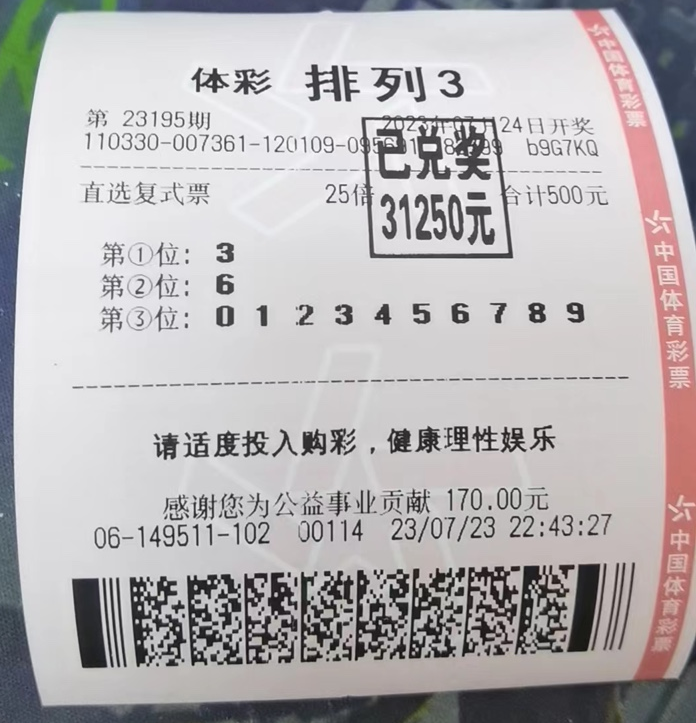 体彩 排列3
第 23195期
2023年07月24日开奖
110330-007361-120109-095 b9G7KQ
已兑奖
31250元
直选复式票 25倍 合计500元
第①位: 3
第②位: 6
第③位: 0 1 2 3 4 5 6 7 8 9
请适度投入购彩，健康理性娱乐
感谢您为公益事业贡献 170.00元
06-149511-102 00114 23/07/23 22:43:27
中国体育彩票
中国体育彩票
中国体育彩票